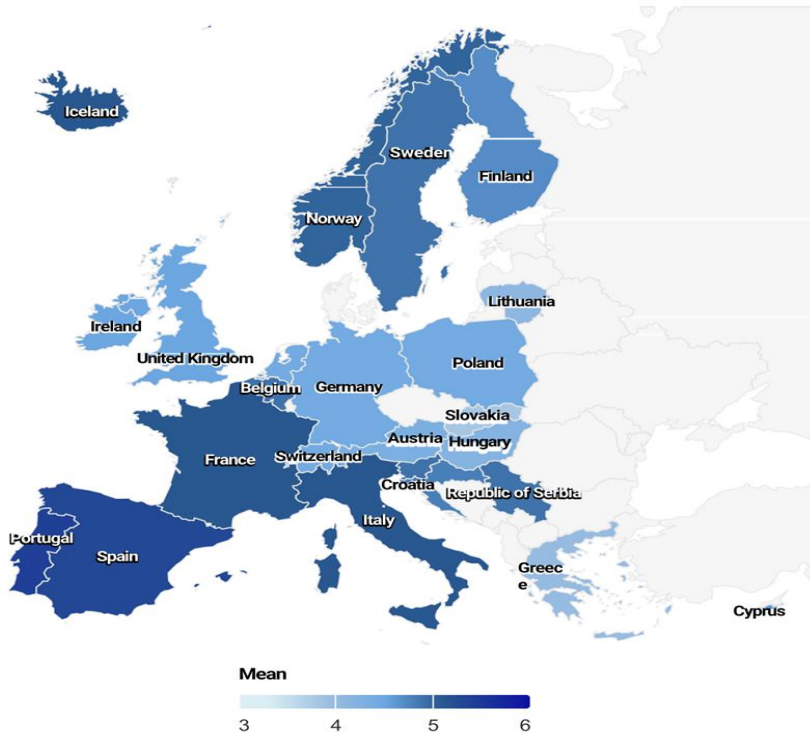 Iceland
Sweden
Finland
Norway
Lithuania
Ireland
United Kingdom
Poland
Belgium
Germany
Slovakia
Austria
Hungary
Switzerland
France
Croatia
Republic of Serbia
Italy
Portugal
Spain
Greec
e
Cyprus
Mean
3 4 5 6